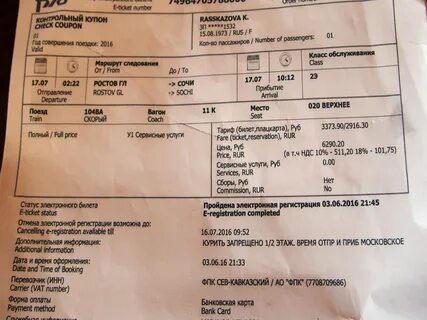 РЖД 74984705788000
E-ticket number
КОНТРОЛЬНЫЙ КУПОН
CHECK COUPON
01
Год совершения поездки: 2016
Valid
RASSKAZOVA K.
ЗП ****1532
15.08.1973 / RUS / F
Кол-во пассажиров / Number of passengers: 01
Маршрут следования
От / From До / To
Класс обслуживания
Class
17.07 02:22 РОСТОВ ГЛ → СОЧИ 17.07 10:12 2Э
Отправление ROSTOV GL → SOCHI Прибытие
Departure Arrival
Поезд 104ВА Вагон 11 К Место 020 ВЕРХНЕЕ
Train СКОРЫЙ Car Seat
Полный / Full price У1 Сервисные услуги
Тариф (билет,плацкарта), Руб 3373.90/2916.30
Fare (ticket,reservation), RUR
Цена, Руб 6290.20
Price, RUR (в т.ч НДС 10% - 511,20 18% - 101,75)
Сервисные услуги, Руб 0.00
Services, RUR
Сборы, Руб Нет
Commission, RUR No
Статус электронного билета Пройдена электронная регистрация 03.06.2016 21:45
E-ticket status E-registration completed
Отмена электронной регистрации возможна до: 16.07.2016 09:52
Cancelling e-registration available till
Дополнительная информация: КУРИТЬ ЗАПРЕЩЕНО 1/2 ЭТАЖ. ВРЕМЯ ОТПР И ПРИБ МОСКОВСКОЕ
Additional information
Дата и время оформления: 03.06.16 21:33
Date and Time of Booking
Перевозчик (ИНН) ФПК СЕВ-КАВКАЗСКИЙ / АО "ФПК" (7708709686)
Carrier (VAT number)
Форма оплаты Банковская карта
Form of payment Bank Card